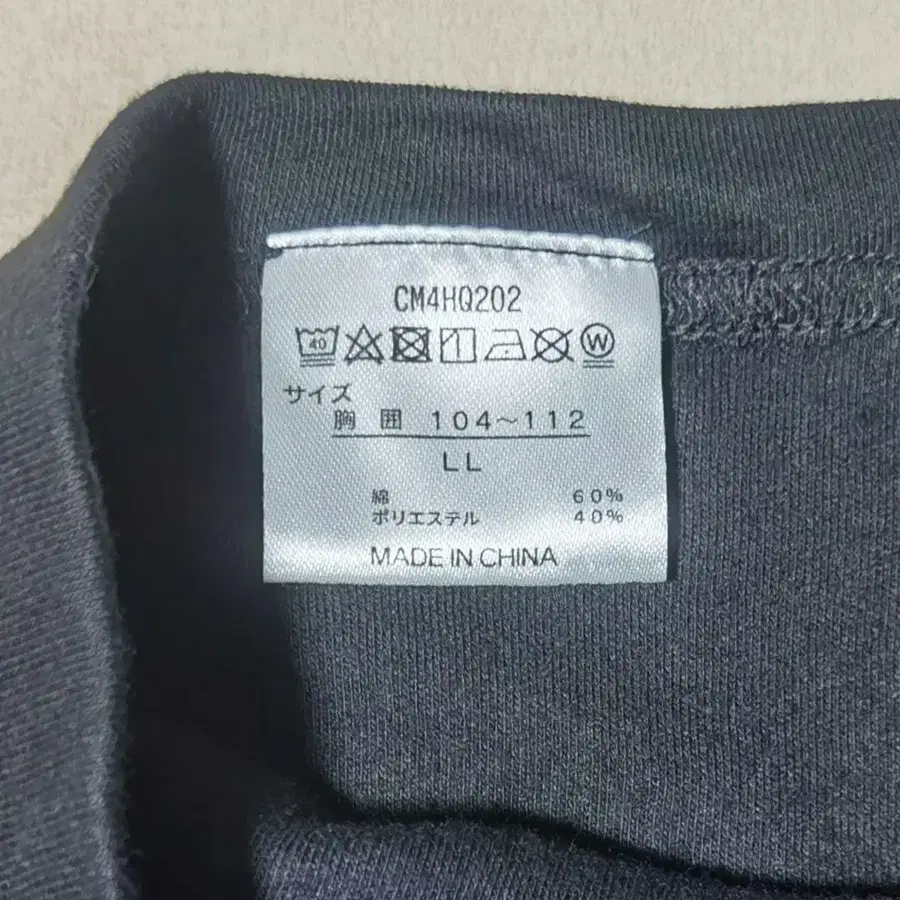 CM4HQ202
40 W
サイズ
胸囲 104～112
LL
綿 60%
ポリエステル 40%
MADE IN CHINA